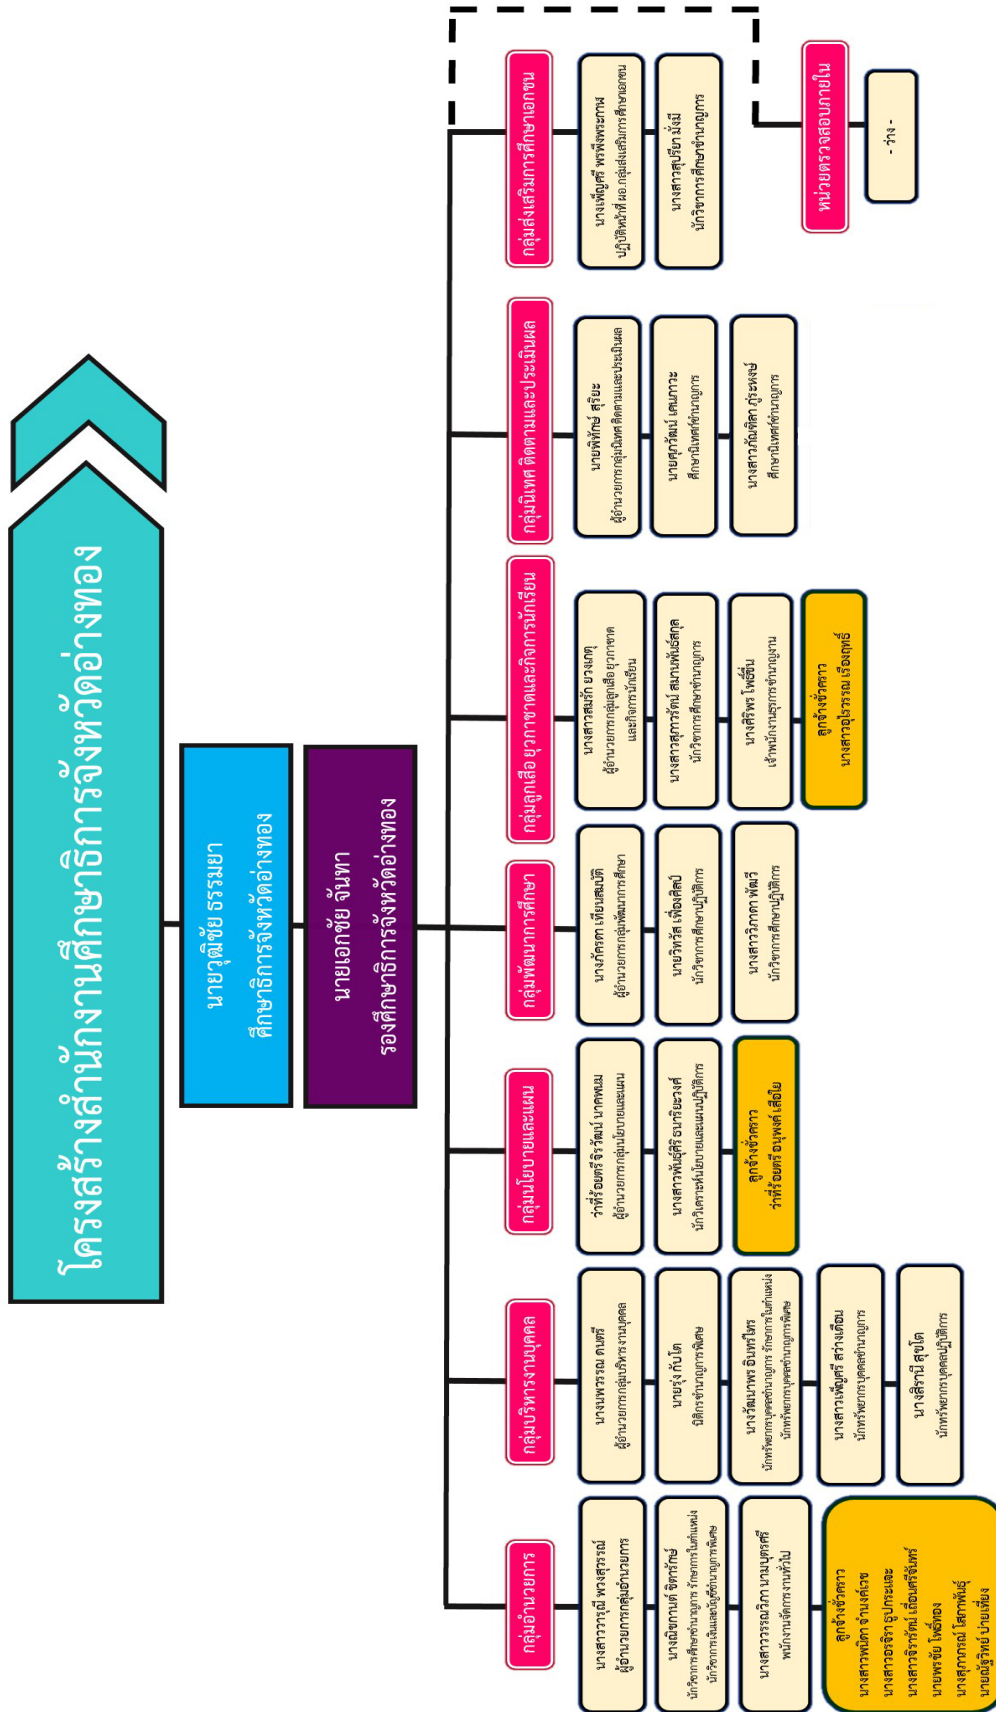 โครงสร้างสำนักงานศึกษาธิการจังหวัดอ่างทอง
นายวุฒิชัย ธรรมยา
ศึกษาธิการจังหวัดอ่างทอง
นายเอกชัย จันทา
รองศึกษาธิการจังหวัดอ่างทอง
กลุ่มอำนวยการ
นางสาววารุณี พวงสุวรรณ์
ผู้อำนวยการกลุ่มอำนวยการ
นางณิชกานต์ ชิตารักษ์
นักวิชาการศึกษาชำนาญการ รักษาการในตำแหน่ง
นักวิชาการเงินและบัญชีชำนาญการพิเศษ
นางสาววรรณวิภา นามบุตรศรี
พนักงานจัดการงานทั่วไป
ลูกจ้างชั่วคราว
นางสาวพนิดา จำนงค์เวช
นางสาวอรจิรา ธูปกระแจะ
นางสาวจิรารัตน์ เถื่อนศรีจันทร์
นายพรชัย โพธิ์ทอง
นางสุภาภรณ์ โสภาพันธุ์
นายณัฐวิทย์ ปายเที่ยง
กลุ่มบริหารงานบุคคล
นางนพวรรณ ดนตรี
ผู้อำนวยการกลุ่มบริหารงานบุคคล
นายรุ่ง กับโต
นิติกรชำนาญการพิเศษ
นางวัฒนาพร อินทร์ไทร
นักทรัพยากรบุคคลชำนาญการ รักษาการในตำแหน่ง
นักทรัพยากรบุคคลชำนาญการพิเศษ
นางสาวเพ็ญศรี สว่างเดือน
นักทรัพยากรบุคคลชำนาญการ
นางสิรานี สุขโต
นักทรัพยากรบุคคลปฏิบัติการ
กลุ่มนโยบายและแผน
ว่าที่ร้อยตรี จิรวัฒน์ นาคพนม
ผู้อำนวยการกลุ่มนโยบายและแผน
นางสาวพันธุ์ศิริ ธนาริยะวงศ์
นักวิเคราะห์นโยบายและแผนปฏิบัติการ
ลูกจ้างชั่วคราว
ว่าที่ร้อยตรี อนุพงศ์ เสือใย
กลุ่มพัฒนาการศึกษา
นางภัครดา เทียนสมบัติ
ผู้อำนวยการกลุ่มพัฒนาการศึกษา
นายวิทวัส เฟื่องศิลป์
นักวิชาการศึกษาปฏิบัติการ
นางสาววิภาดา พัฒวี
นักวิชาการศึกษาปฏิบัติการ
กลุ่มลูกเสือ ยุวกาชาดและกิจการนักเรียน
นางสาวสมรัก ยวงเกตุ
ผู้อำนวยการกลุ่มลูกเสือ ยุวกาชาด
และกิจการนักเรียน
นางสาวสุภาวรัตน์ สมานพันธ์สกุล
นักวิชาการศึกษาชำนาญการ
นางศิริพร โพธิ์ขึ้น
เจ้าพนักงานธุรการชำนาญงาน
ลูกจ้างชั่วคราว
นางสาวอุไรวรรณ เรืองฤทธิ์
กลุ่มนิเทศ ติดตามและประเมินผล
นายพิทักษ์ สุริยะ
ผู้อำนวยการกลุ่มนิเทศ ติดตามและประเมินผล
นายศุภวัฒน์ เคนภาวะ
ศึกษานิเทศก์ชำนาญการ
นางสาวภัณฑิลา ภู่ระหงษ์
ศึกษานิเทศก์ชำนาญการ
กลุ่มส่งเสริมการศึกษาเอกชน
นางเพ็ญศรี พรพึงพระกาฬ
ปฏิบัติหน้าที่ ผอ.กลุ่มส่งเสริมการศึกษาเอกชน
นางสาวสุปรียา มั่งมี
นักวิชาการศึกษาชำนาญการ
หน่วยตรวจสอบภายใน
- ว่าง -